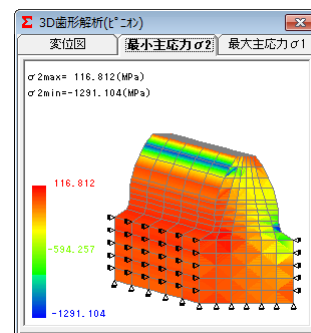 Σ 3D歯形解析(ﾋﾟﾆｵﾝ)
変位図 最小主応力σ2 最大主応力σ1
σ2max= 116.812(MPa)
σ2min=-1291.104(MPa)
116.812
-594.257
-1291.104